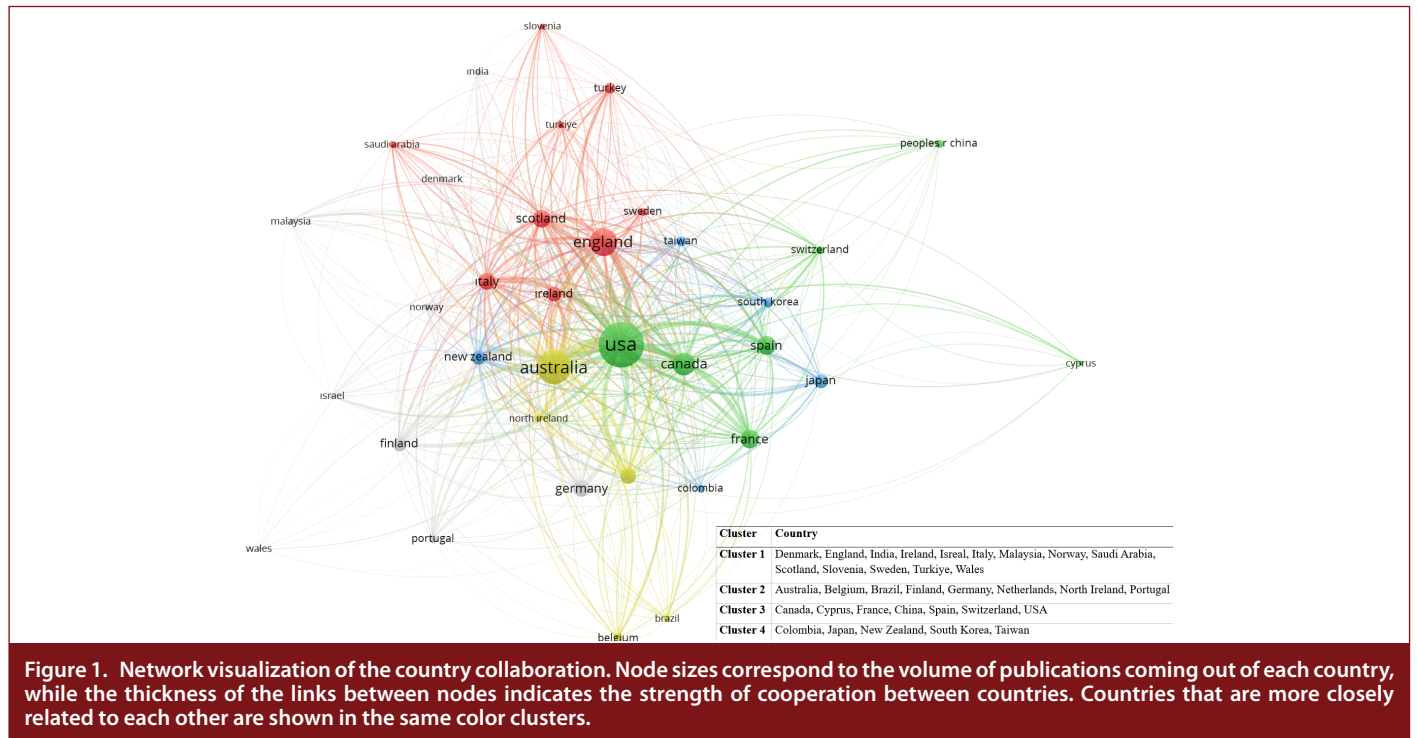 slovenia
ındia
turkey
turkiye
saudi arabia
peoples r china
denmark
malaysia
scotland
sweden
england
taiwan
switzerland
ıtaly
ıreland
south korea
norway
usa
spain
new zealand
australia
canada
cyprus
japan
ısrael
north ıreland
finland
france
germany
colombia
portugal
wales
brazil
belgium
Cluster Country
Cluster 1 Denmark, England, India, Ireland, Isreal, Italy, Malaysia, Norway, Saudi Arabia,
Scotland, Slovenia, Sweden, Turkiye, Wales
Cluster 2 Australia, Belgium, Brazil, Finland, Germany, Netherlands, North Ireland, Portugal
Cluster 3 Canada, Cyprus, France, China, Spain, Switzerland, USA
Cluster 4 Colombia, Japan, New Zealand, South Korea, Taiwan
Figure 1. Network visualization of the country collaboration. Node sizes correspond to the volume of publications coming out of each country,
while the thickness of the links between nodes indicates the strength of cooperation between countries. Countries that are more closely
related to each other are shown in the same color clusters.